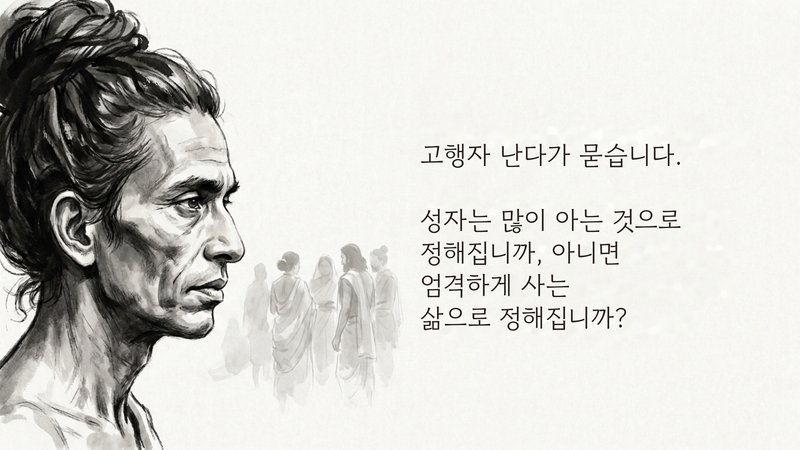 고행자 난다가 묻습니다.
성자는 많이 아는 것으로
정해집니까, 아니면
엄격하게 사는
삶으로 정해집니까?